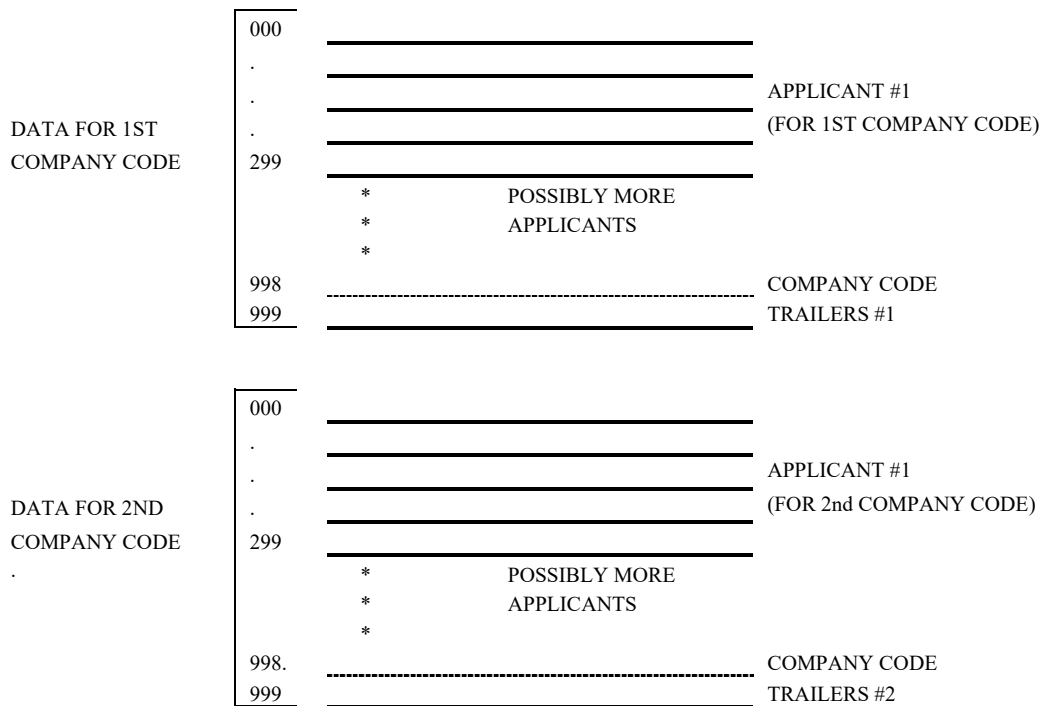 000
.
. APPLICANT #1
DATA FOR 1ST . (FOR 1ST COMPANY CODE)
COMPANY CODE 299
* POSSIBLY MORE
* APPLICANTS
*
998 COMPANY CODE
999 TRAILERS #1
000
.
. APPLICANT #1
DATA FOR 2ND . (FOR 2nd COMPANY CODE)
COMPANY CODE 299
. * POSSIBLY MORE
* APPLICANTS
*
998. COMPANY CODE
999 TRAILERS #2